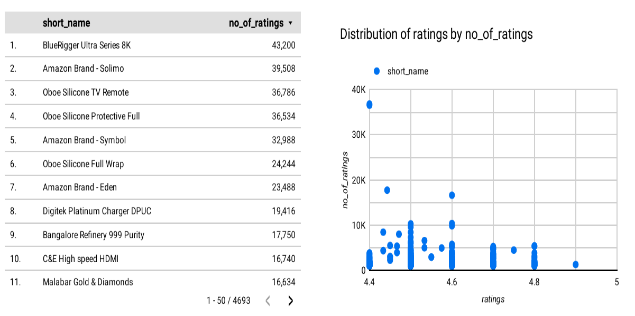 short_name no_of_ratings
1. BlueRigger Ultra Series 8K 43,200
2. Amazon Brand - Solimo 39,508
3. Oboe Silicone TV Remote 36,786
4. Oboe Silicone Protective Full 36,534
5. Amazon Brand - Symbol 32,988
6. Oboe Silicone Full Wrap 24,244
7. Amazon Brand - Eden 23,488
8. Digitek Platinum Charger DPUC 19,416
9. Bangalore Refinery 999 Purity 17,750
10. C&E High speed HDMI 16,740
11. Malabar Gold & Diamonds 16,634
1 - 50 / 4693
Distribution of ratings by no_of_ratings
short_name
40K
30K
20K
10K
0
no_of_ratings
4.4 4.6 4.8 5
ratings